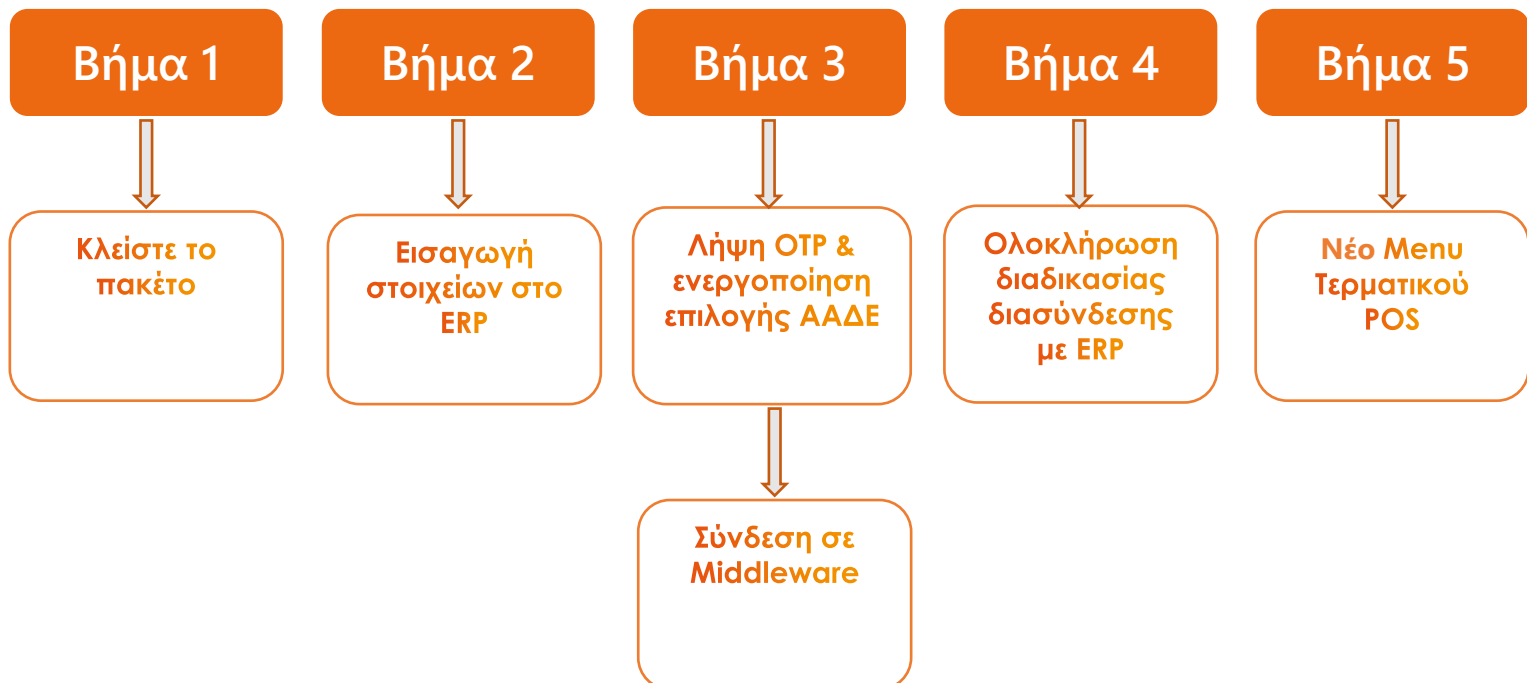 Βήμα 1
Βήμα 2
Βήμα 3
Βήμα 4
Βήμα 5
Κλείστε το
πακέτο
Εισαγωγή
στοιχείων στο
ERP
Λήψη OTP &
ενεργοποίηση
επιλογής ΑΑΔΕ
Ολοκλήρωση
διαδικασίας
διασύνδεσης
με ERP
Νέο Menu
Τερματικού
POS
Σύνδεση σε
Middleware